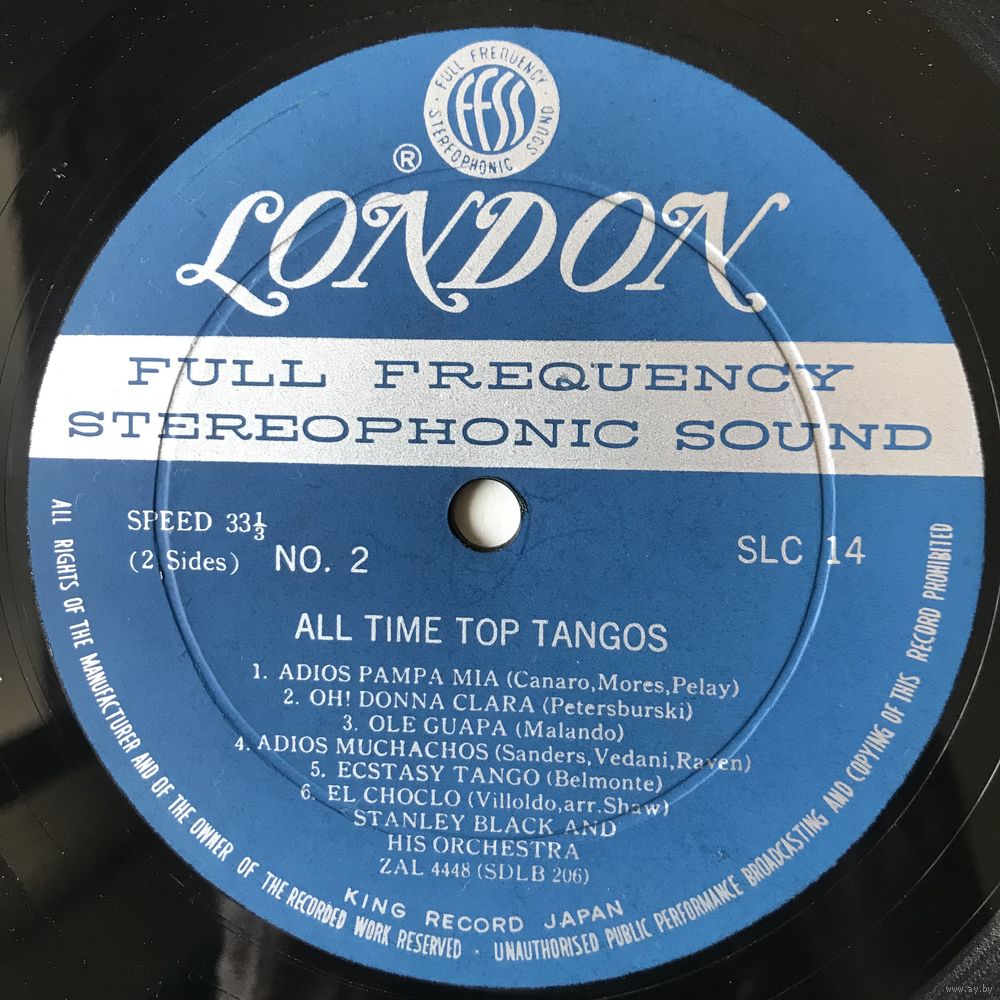 FULL FREQUENCY
FFSS
STEREOPHONIC SOUND
®
LONDON
FULL FREQUENCY
STEREOPHONIC SOUND
SPEED 33⅓
(2 Sides) NO. 2
SLC 14
ALL TIME TOP TANGOS
1. ADIOS PAMPA MIA (Canaro,Mores,Pelay)
2. OH! DONNA CLARA (Petersburski)
3. OLE GUAPA (Malando)
4. ADIOS MUCHACHOS (Sanders,Vedani,Raven)
5. ECSTASY TANGO (Belmonte)
6. EL CHOCLO (Villoldo,arr.Shaw)
STANLEY BLACK AND
HIS ORCHESTRA
ZAL 4448 (SDLB 206)
KING RECORD JAPAN
ALL RIGHTS OF THE MANUFACTURER AND OF THE OWNER OF THE RECORDED WORK RESERVED · UNAUTHORISED PUBLIC PERFORMANCE BROADCASTING AND COPYING OF THIS RECORD PROHIBITED
www.ay.by